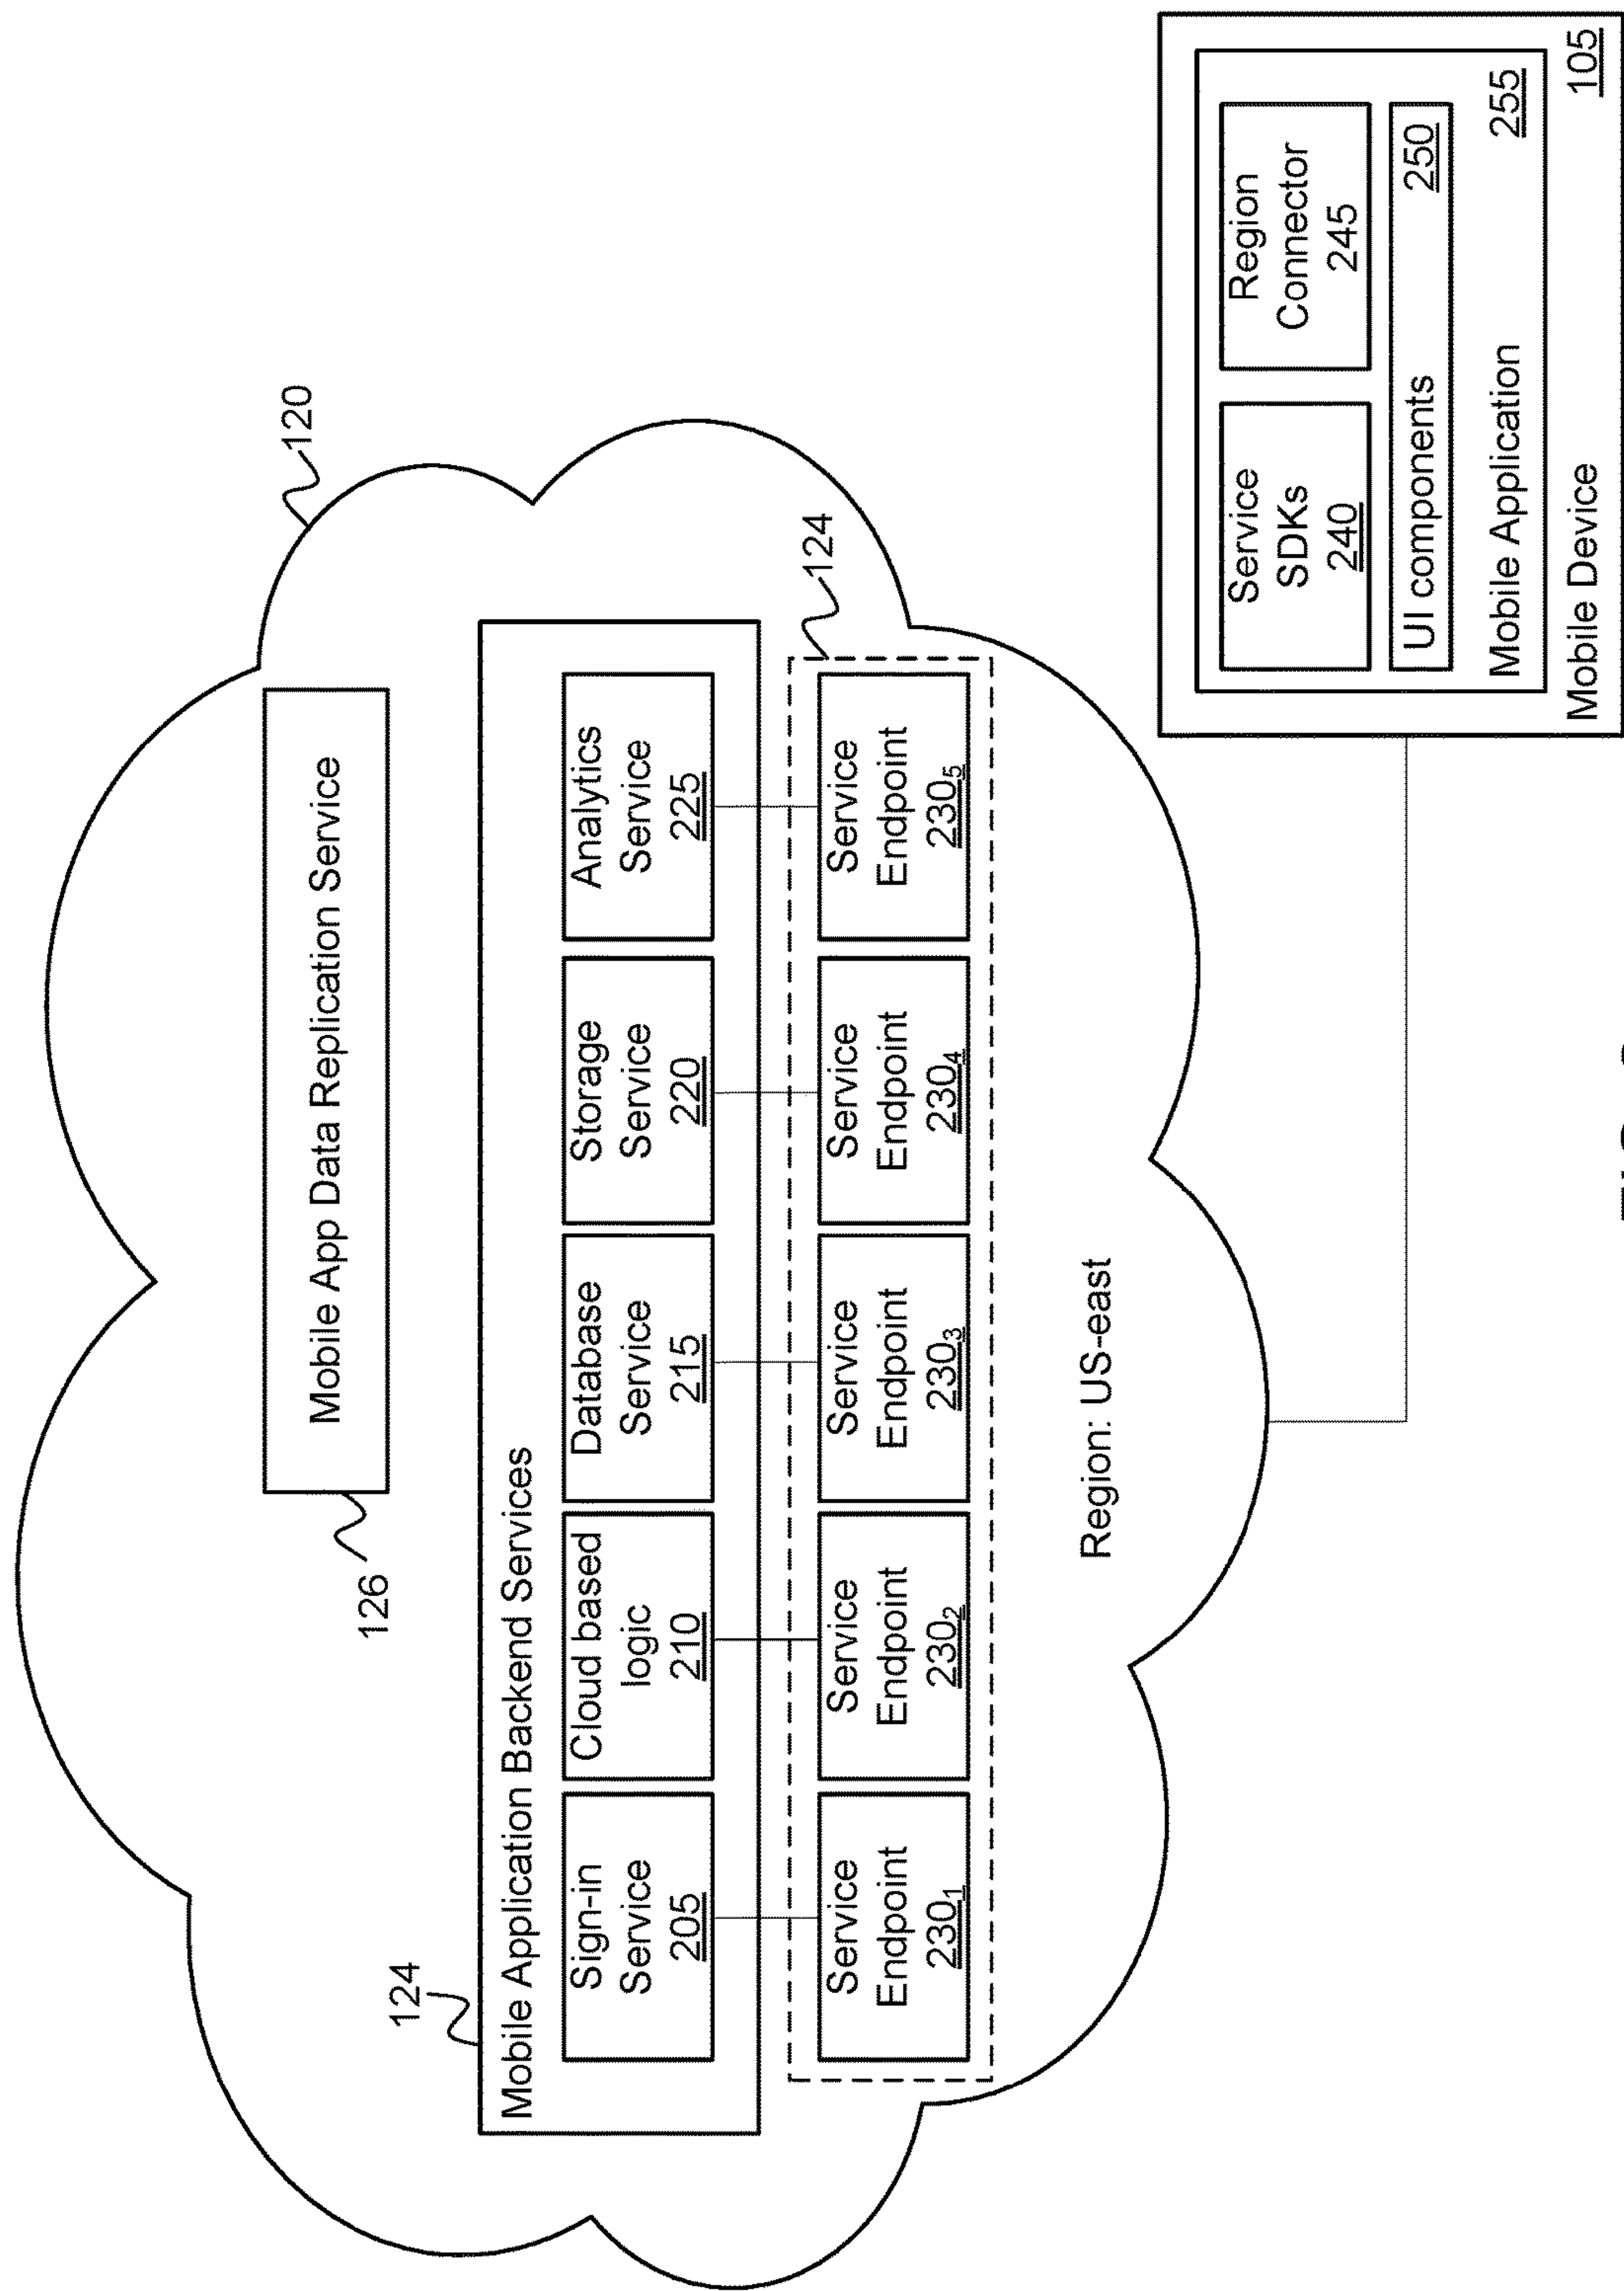 120
Mobile App Data Replication Service
126
124
Mobile Application Backend Services
Sign-in
Service
205
Cloud based
logic
210
Database
Service
215
Storage
Service
220
Analytics
Service
225
124
Service
Endpoint
230₁
Service
Endpoint
230₂
Service
Endpoint
230₃
Service
Endpoint
230₄
Service
Endpoint
230₅
Region: US-east
Service
SDKs
240
Region
Connector
245
UI components 250
Mobile Application 255
Mobile Device 105